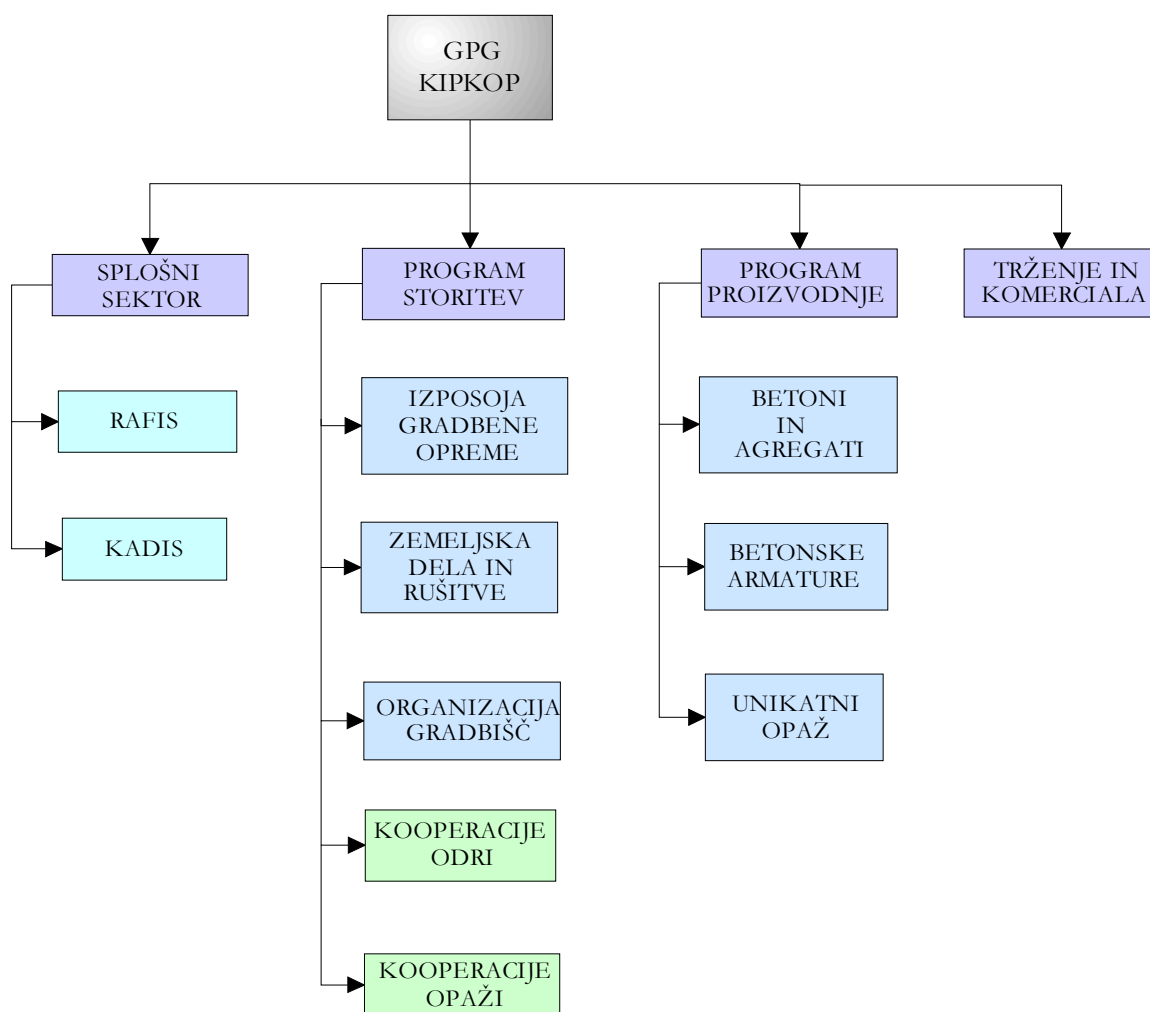 GPG
KIPKOP
SPLOŠNI
SEKTOR
PROGRAM
STORITEV
PROGRAM
PROIZVODNJE
TRŽENJE IN
KOMERCIALA
RAFIS
KADIS
IZPOSOJA
GRADBENE
OPREME
ZEMELJSKA
DELA IN
RUŠITVE
ORGANIZACIJA
GRADBIŠČ
KOOPERACIJE
ODRI
KOOPERACIJE
OPAŽI
BETONI
IN
AGREGATI
BETONSKE
ARMATURE
UNIKATNI
OPAŽ